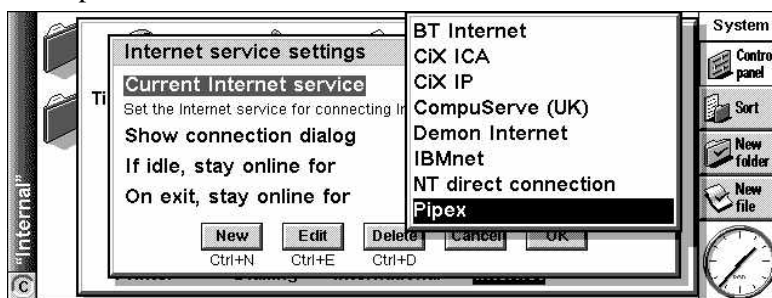 System
Control panel
Sort
New folder
New file
"Internal"
Ti
Internet service settings
Current Internet service
Set the Internet service for connecting In
Show connection dialog
If idle, stay online for
On exit, stay online for
BT Internet
CiX ICA
CiX IP
CompuServe (UK)
Demon Internet
IBMnet
NT direct connection
Pipex
New
Edit
Delete
Cancel
OK
Ctrl+N
Ctrl+E
Ctrl+D